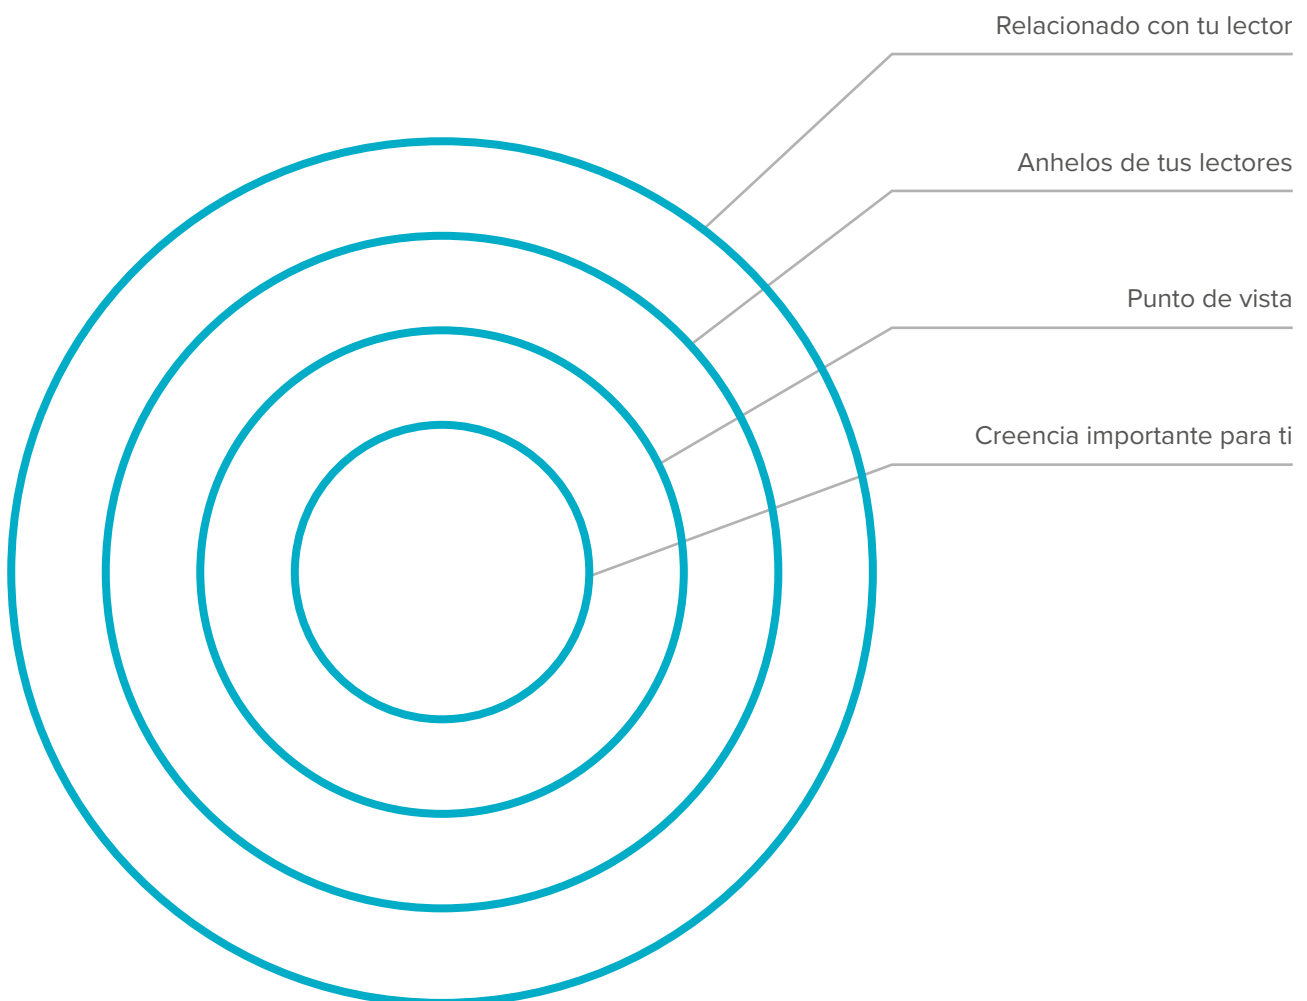 Relacionado con tu lector
Anhelos de tus lectores
Punto de vista
Creencia importante para ti